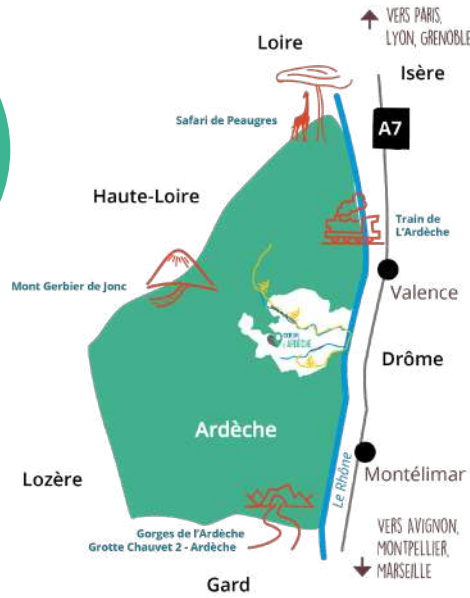 VERS PARIS,
LYON, GRENOBLE
Loire
Isère
A7
Safari de Peaugres
Haute-Loire
Train de
L'Ardèche
Mont Gerbier de Jonc
Valence
L'ARDÈCHE
Drôme
Ardèche
Le Rhône
Lozère
Montélimar
Gorges de l'Ardèche
Grotte Chauvet 2 - Ardèche
VERS AVIGNON,
MONTPELLIER,
MARSEILLE
Gard